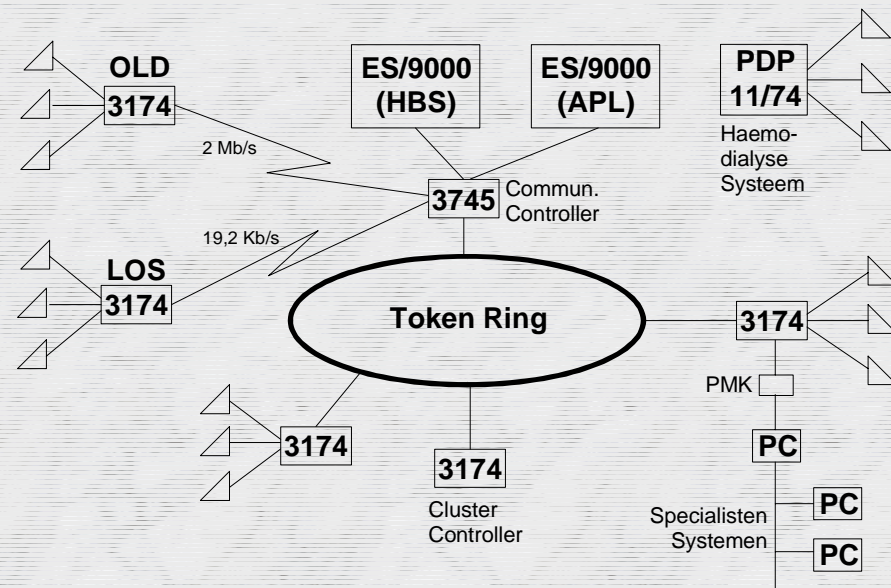 OLD
3174
ES/9000
(HBS)
ES/9000
(APL)
PDP
11/74
Haemo-
dialyse
Systeem
2 Mb/s
3745
Commun.
Controller
19,2 Kb/s
LOS
3174
Token Ring
3174
PMK
PC
3174
3174
Cluster
Controller
Specialisten
Systemen
PC
PC